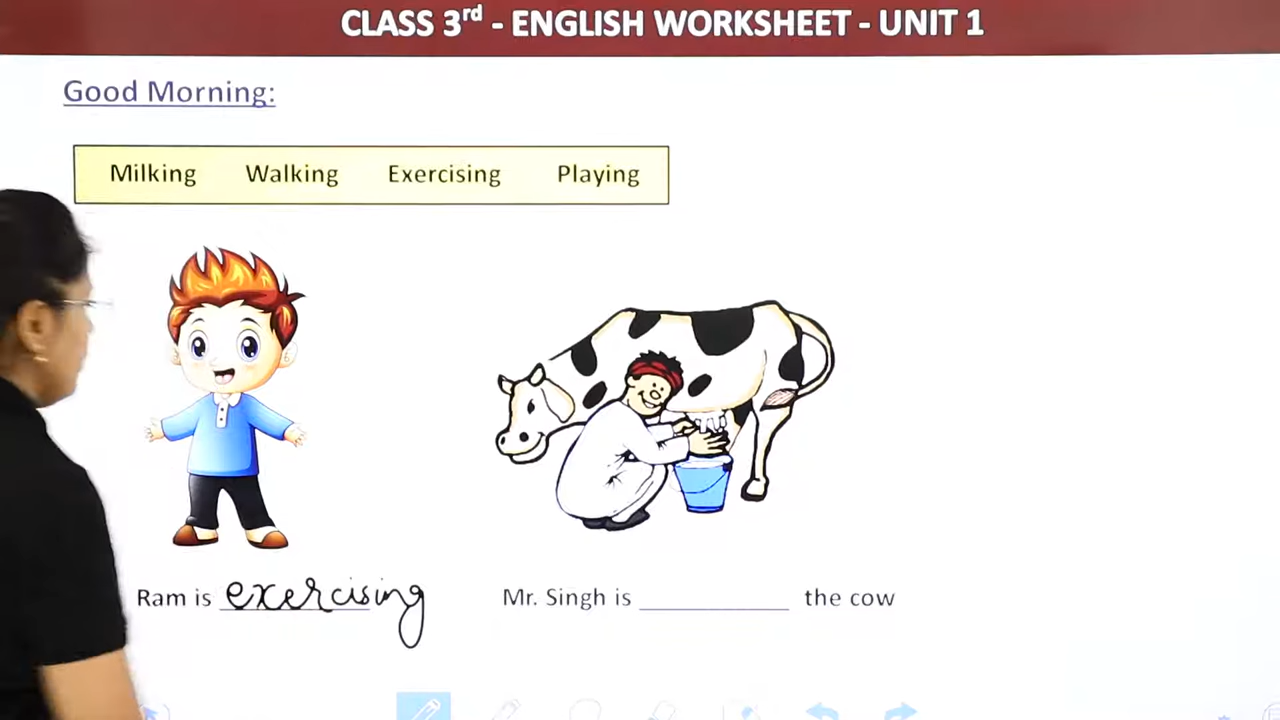 CLASS 3rd - ENGLISH WORKSHEET - UNIT 1
Good Morning:
Milking Walking Exercising Playing
Ram is exercising
Mr. Singh is __________ the cow